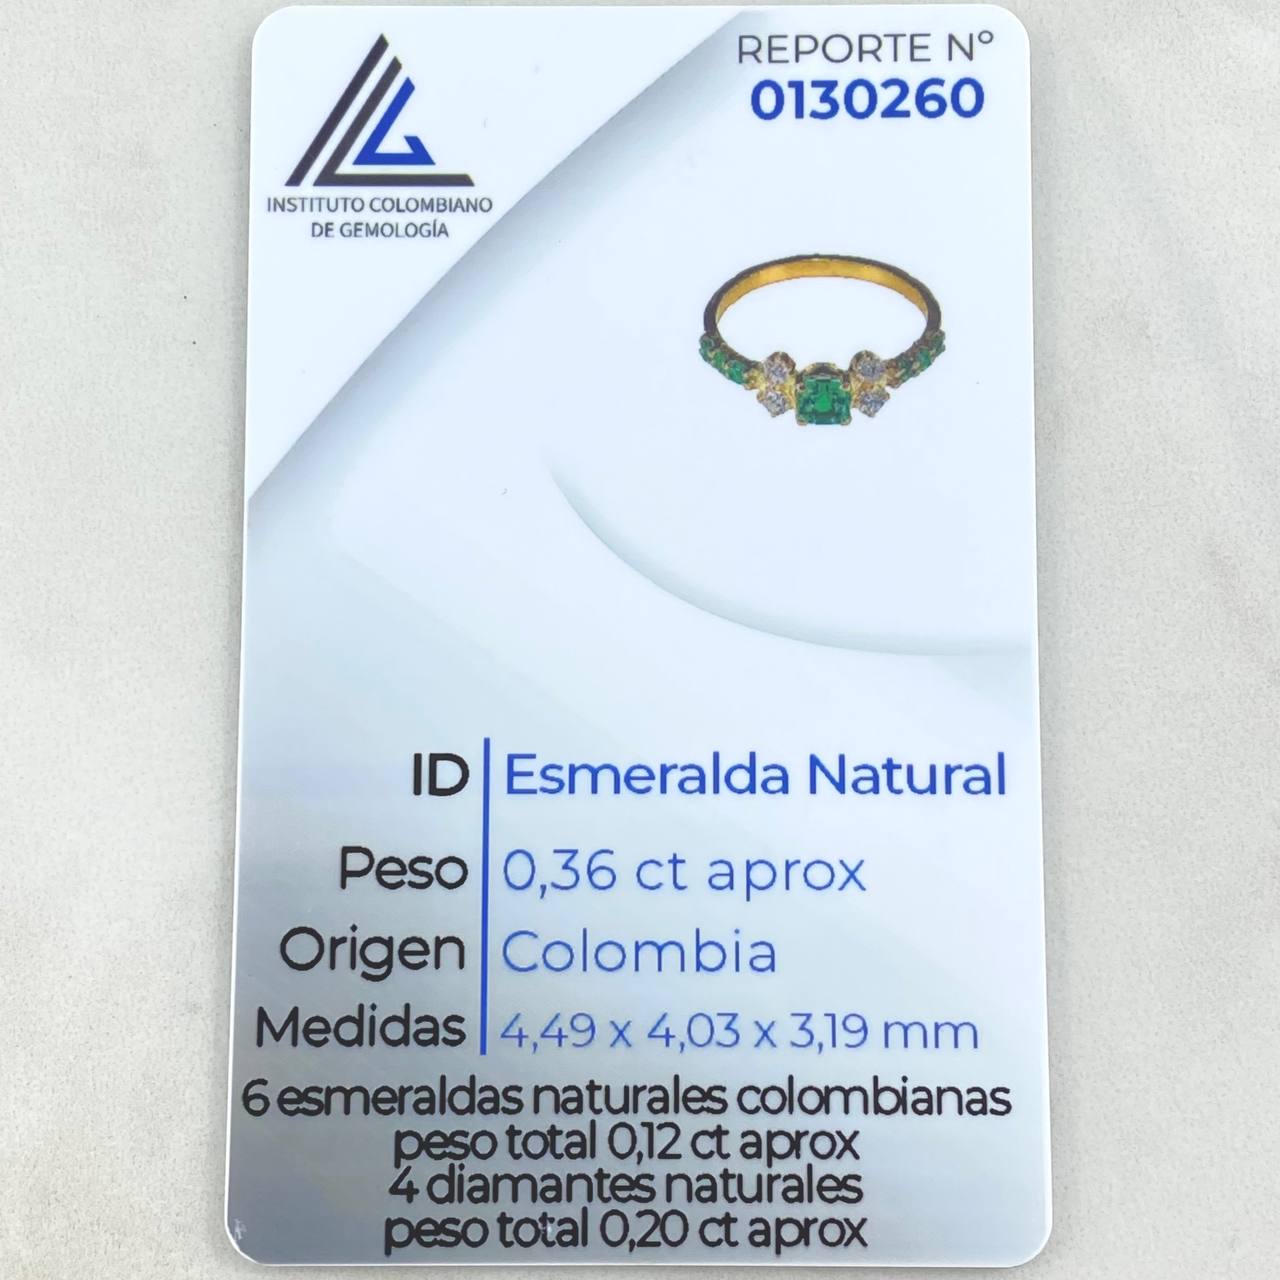 INSTITUTO COLOMBIANO
DE GEMOLOGÍA
REPORTE Nº
0130260
ID Esmeralda Natural
Peso 0,36 ct aprox
Origen Colombia
Medidas 4,49 x 4,03 x 3,19 mm
6 esmeraldas naturales colombianas
peso total 0,12 ct aprox
4 diamantes naturales
peso total 0,20 ct aprox